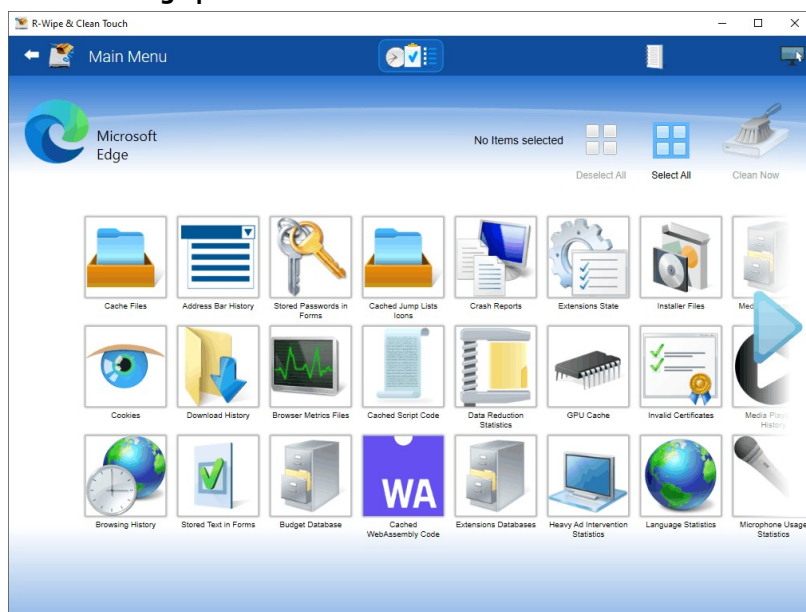 R-Wipe & Clean Touch
Main Menu
Microsoft
Edge
No Items selected
Deselect All
Select All
Clean Now
Cache Files
Address Bar History
Stored Passwords in
Forms
Cached Jump Lists
Icons
Crash Reports
Extensions State
Installer Files
Cookies
Download History
Browser Metrics Files
Cached Script Code
Data Reduction
Statistics
GPU Cache
Invalid Certificates
Media
History
Browsing History
Stored Text in Forms
Budget Database
WA
Cached
WebAssembly Code
Extensions Databases
Heavy Ad Intervention
Statistics
Language Statistics
Microphone Usage
Statistics